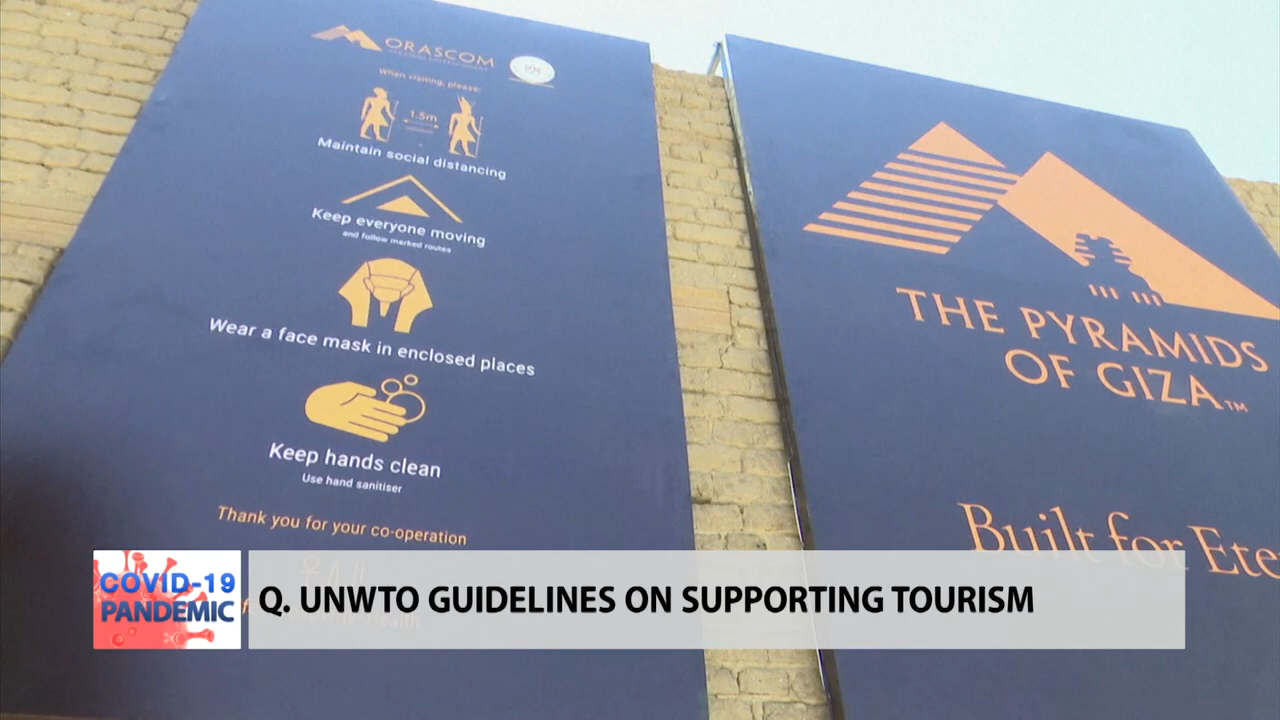 ORASCOM
When visiting, please:
1.5m
Maintain social distancing
Keep everyone moving
and follow marked routes
Wear a face mask in enclosed places
Keep hands clean
Use hand sanitiser
Thank you for your co-operation
THE PYRAMIDS
OF GIZA™
Built for Ete
COVID-19
PANDEMIC
Q. UNWTO GUIDELINES ON SUPPORTING TOURISM